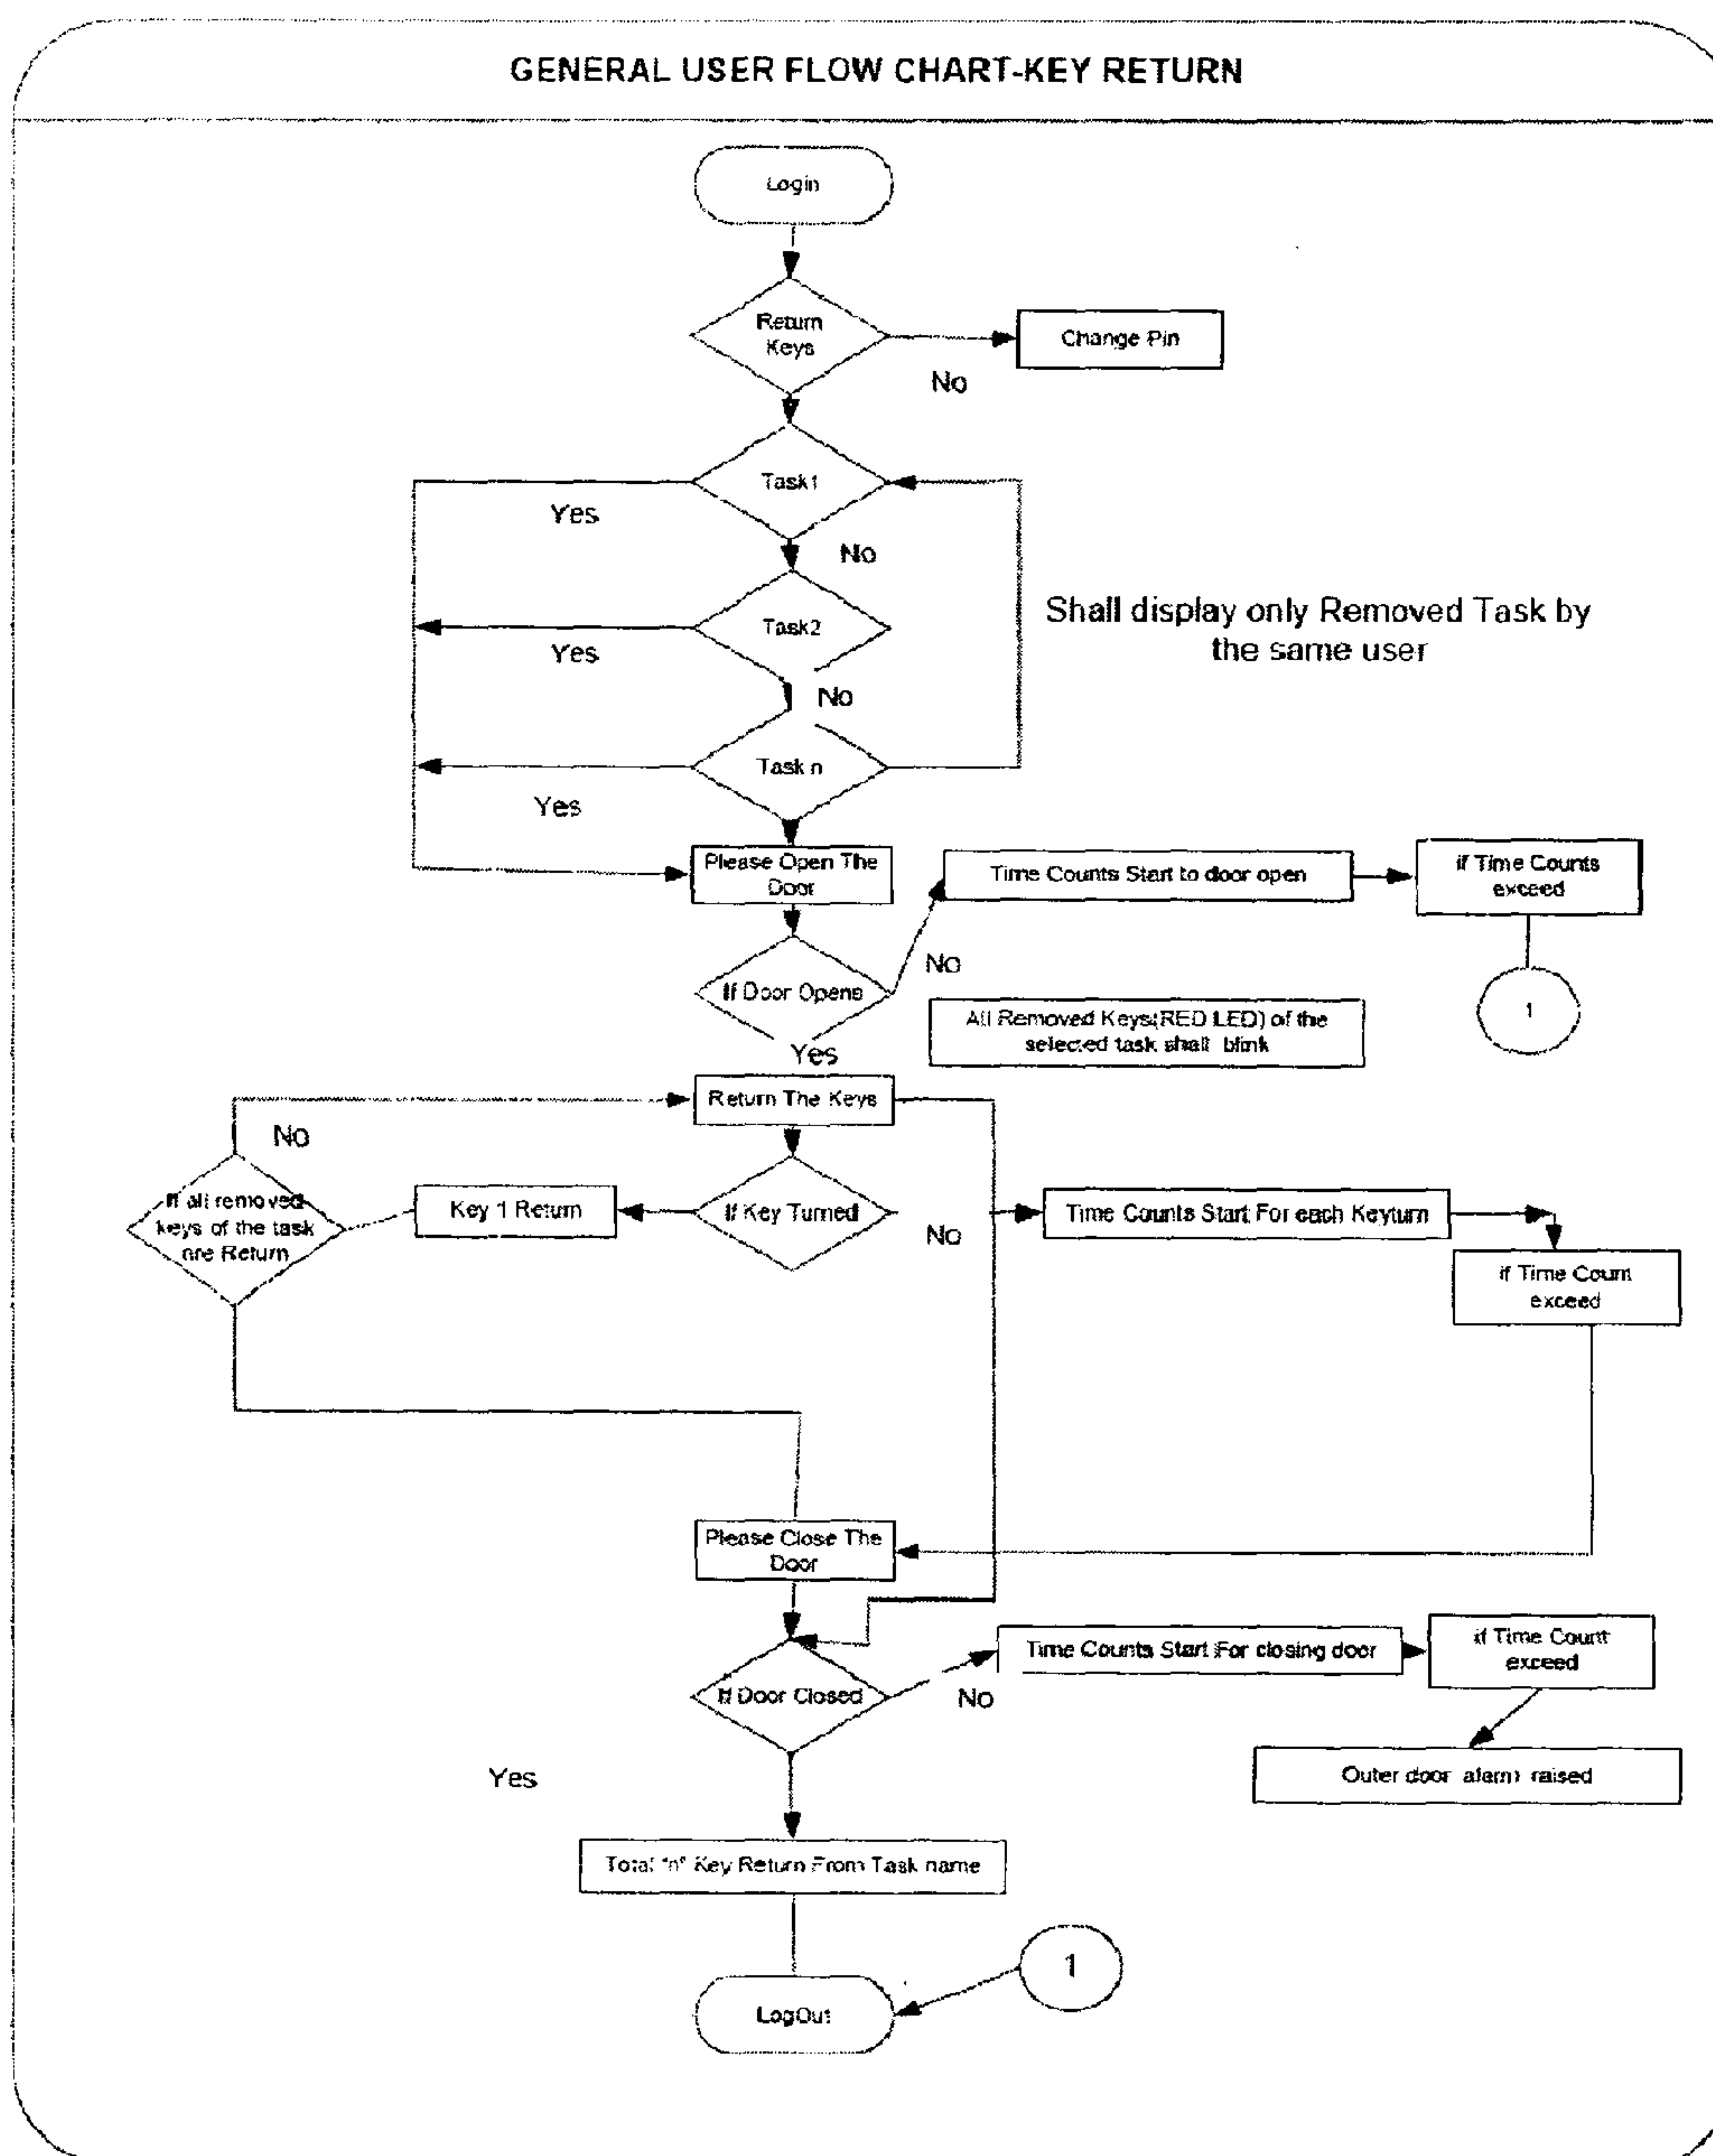 GENERAL USER FLOW CHART-KEY RETURN
Login
Return
Keys
Change Pin
No
Task1
Yes
No
Task2
Yes
Shall display only Removed Task by
the same user
No
Task n
Yes
Please Open The
Door
Time Counts Start to door open
if Time Counts
exceed
No
If Door Opens
1
All Removed Keys(RED LED) of the
selected task shall blink
Yes
Return The Keys
No
If all removed
keys of the task
are Return
Key 1 Return
If Key Turned
No
Time Counts Start For each Keyturn
if Time Count
exceed
Please Close The
Door
Time Counts Start For closing door
if Time Count
exceed
If Door Closed
No
Yes
Outer door alarm raised
Total "n" Key Return From Task name
1
LogOut